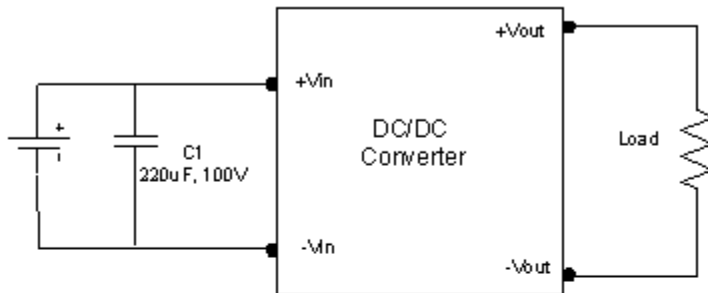 +Vout
+Vin
+
DC/DC
Converter
Load
C1
220uF, 100V
-
-Vin
-Vout